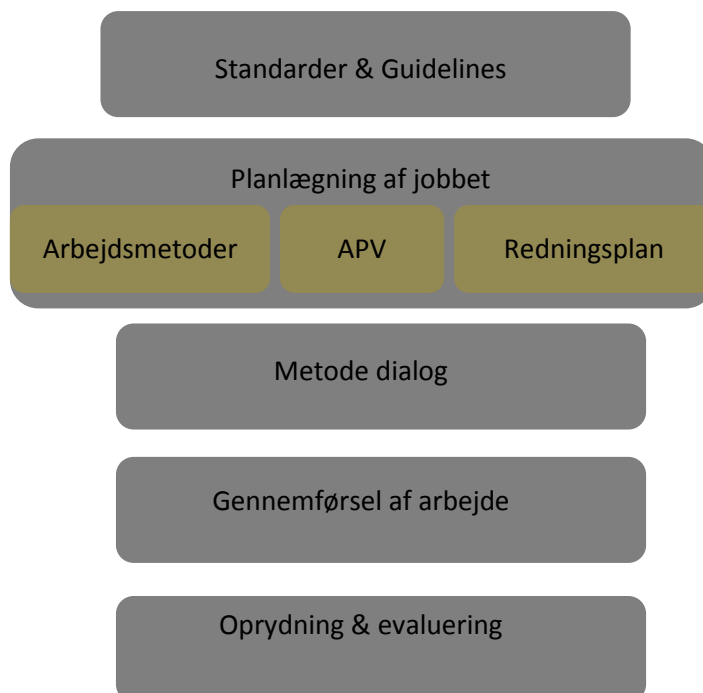 Standarder & Guidelines
Planlægning af jobbet
Arbejdsmetoder APV Redningsplan
Metode dialog
Gennemførsel af arbejde
Oprydning & evaluering